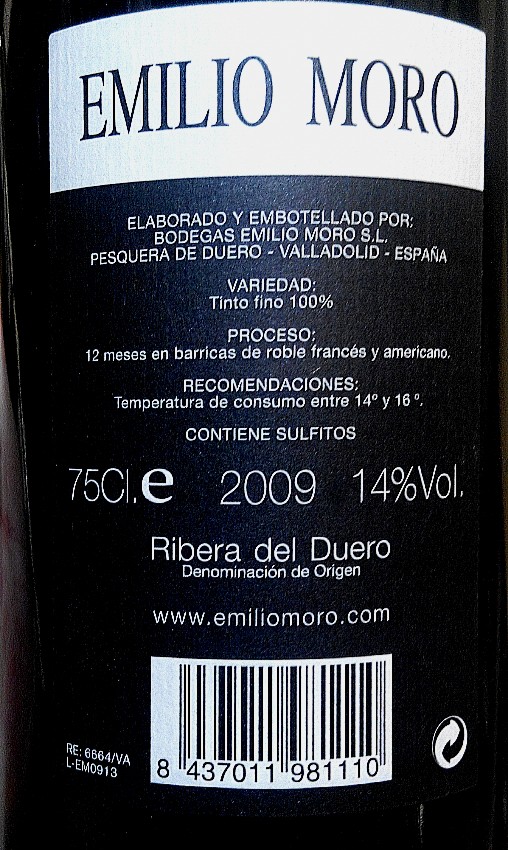 EMILIO MORO
ELABORADO Y EMBOTELLADO POR:
BODEGAS EMILIO MORO S.L.
PESQUERA DE DUERO - VALLADOLID - ESPAÑA
VARIEDAD:
Tinto fino 100%
PROCESO:
12 meses en barricas de roble francés y americano.
RECOMENDACIONES:
Temperatura de consumo entre 14º y 16 º.
CONTIENE SULFITOS
75Cl. e 2009 14%Vol.
Ribera del Duero
Denominación de Origen
www.emiliomoro.com
RE: 6664/VA
L-EM0913
8 437011 981110